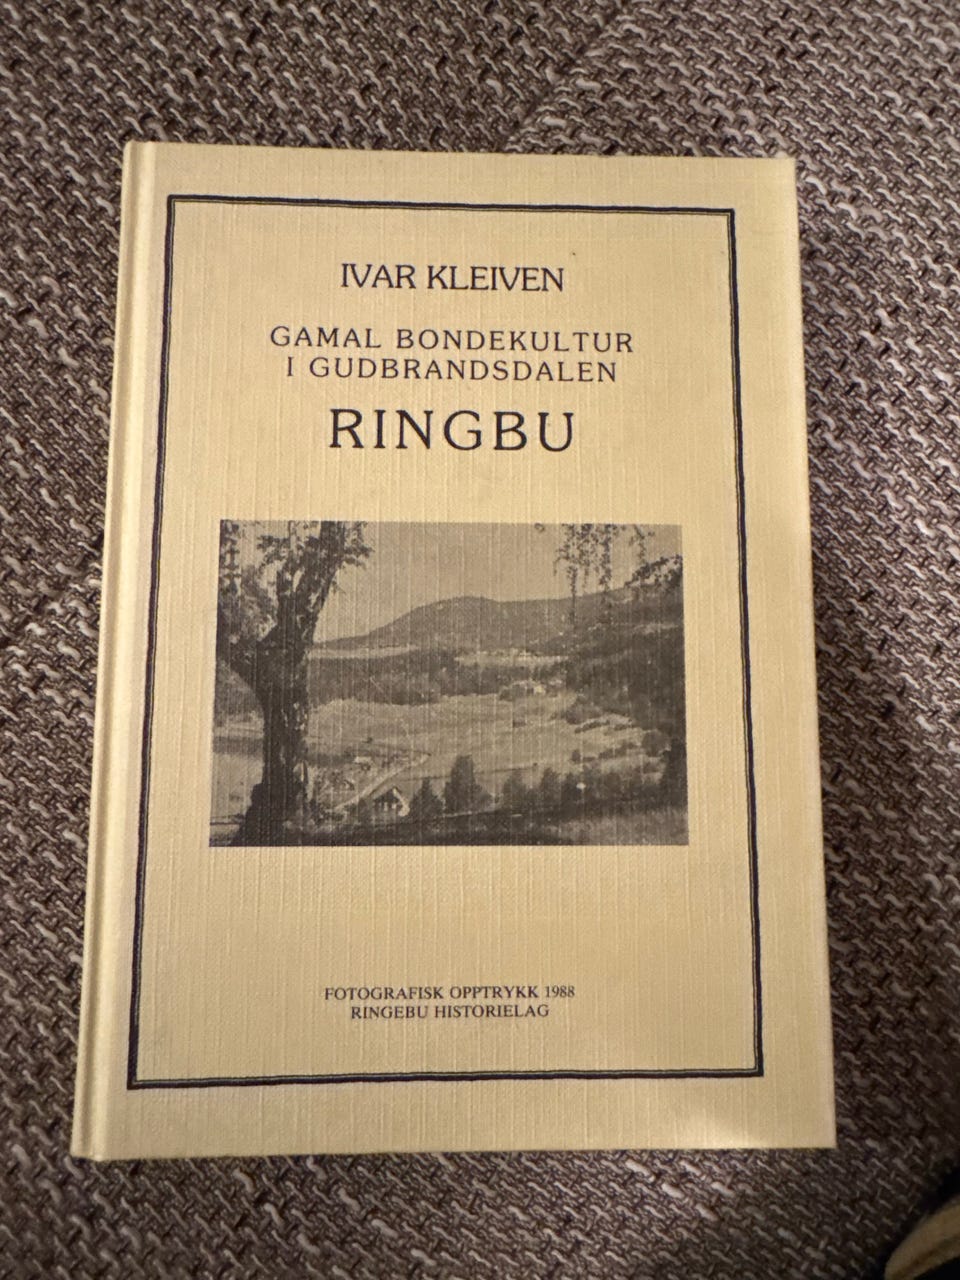 IVAR KLEIVEN
GAMAL BONDEKULTUR
I GUDBRANDSDALEN
RINGBU
FOTOGRAFISK OPPTRYKK 1988
RINGEBU HISTORIELAG